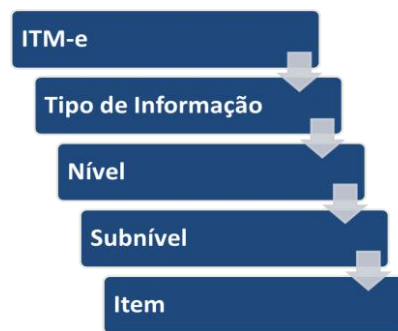 ITM-e
Tipo de Informação
Nível
Subnível
Item